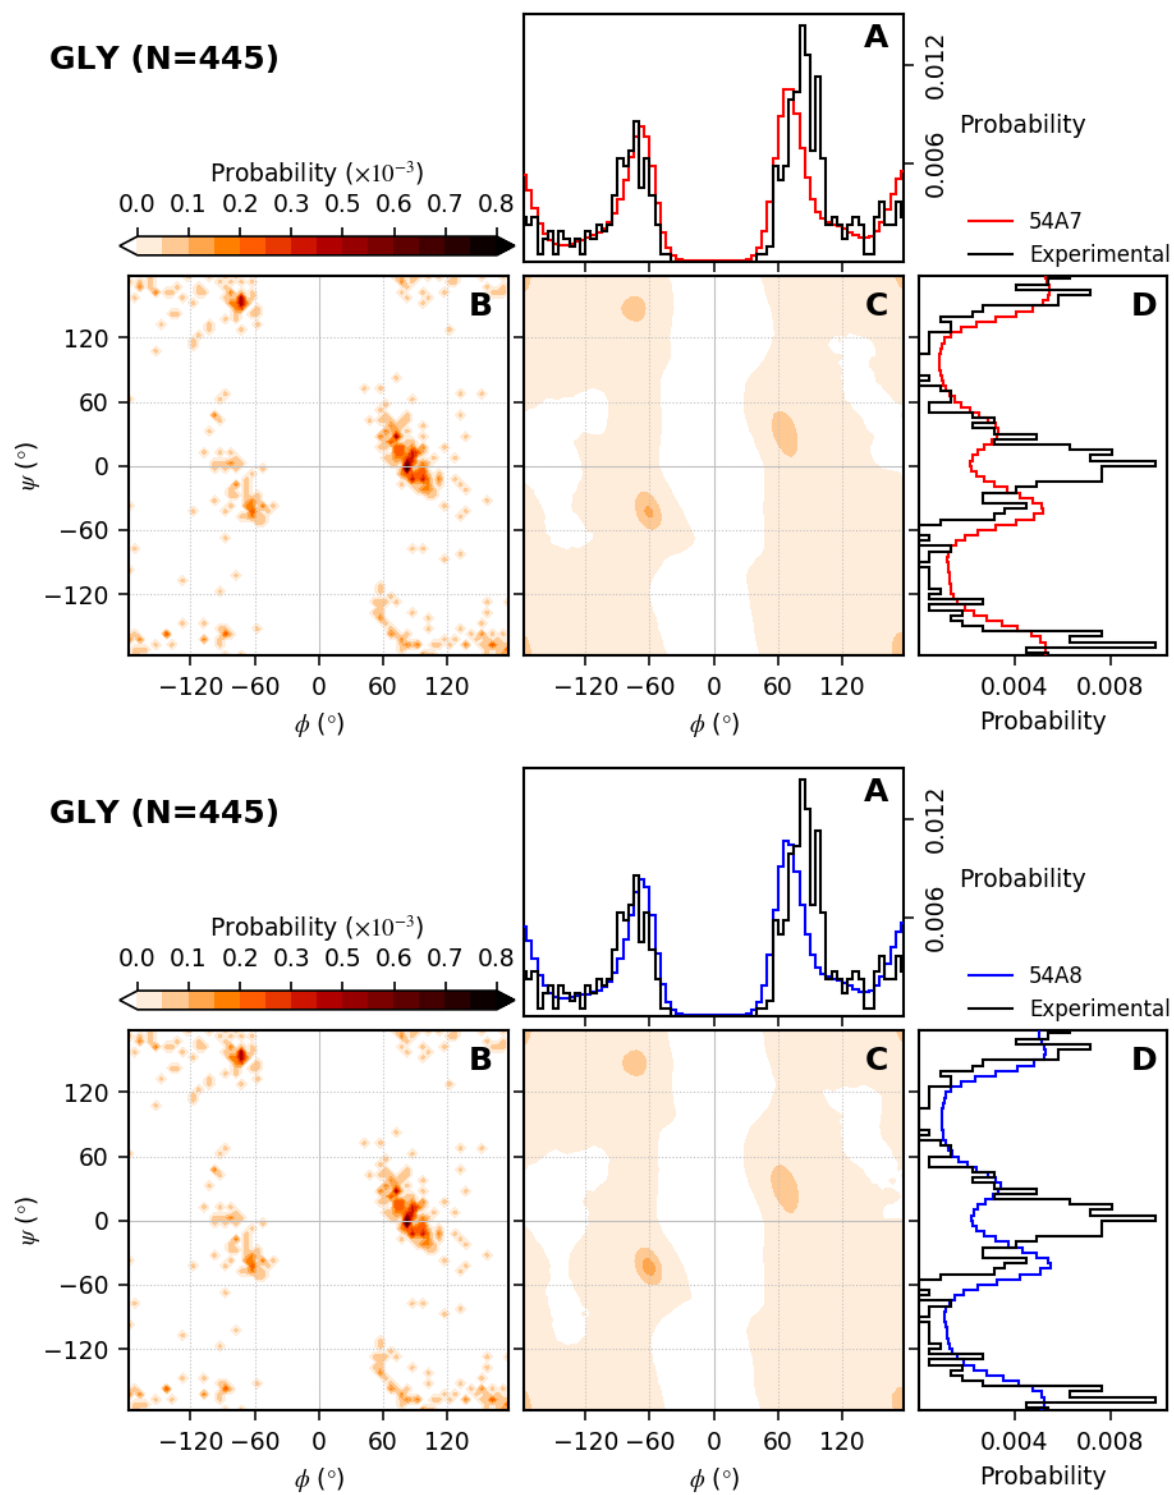 GLY (N=445)
A
0.012
0.006
Probability
Probability (×10⁻³)
0.0 0.1 0.2 0.3 0.5 0.6 0.7 0.8
54A7
Experimental
B
C
D
120
60
0
−60
−120
ψ (°)
−120 −60 0 60 120
ϕ (°)
−120 −60 0 60 120
ϕ (°)
0.004 0.008
Probability
GLY (N=445)
A
0.012
0.006
Probability
Probability (×10⁻³)
0.0 0.1 0.2 0.3 0.5 0.6 0.7 0.8
54A8
Experimental
B
C
D
120
60
0
−60
−120
ψ (°)
−120 −60 0 60 120
ϕ (°)
−120 −60 0 60 120
ϕ (°)
0.004 0.008
Probability